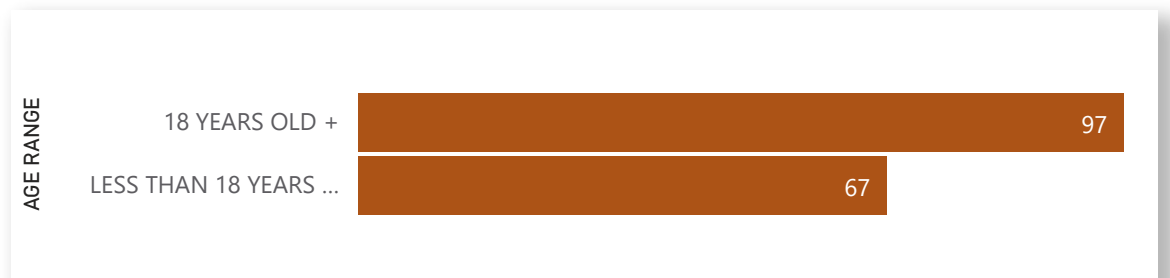 AGE RANGE
18 YEARS OLD +
97
LESS THAN 18 YEARS ...
67